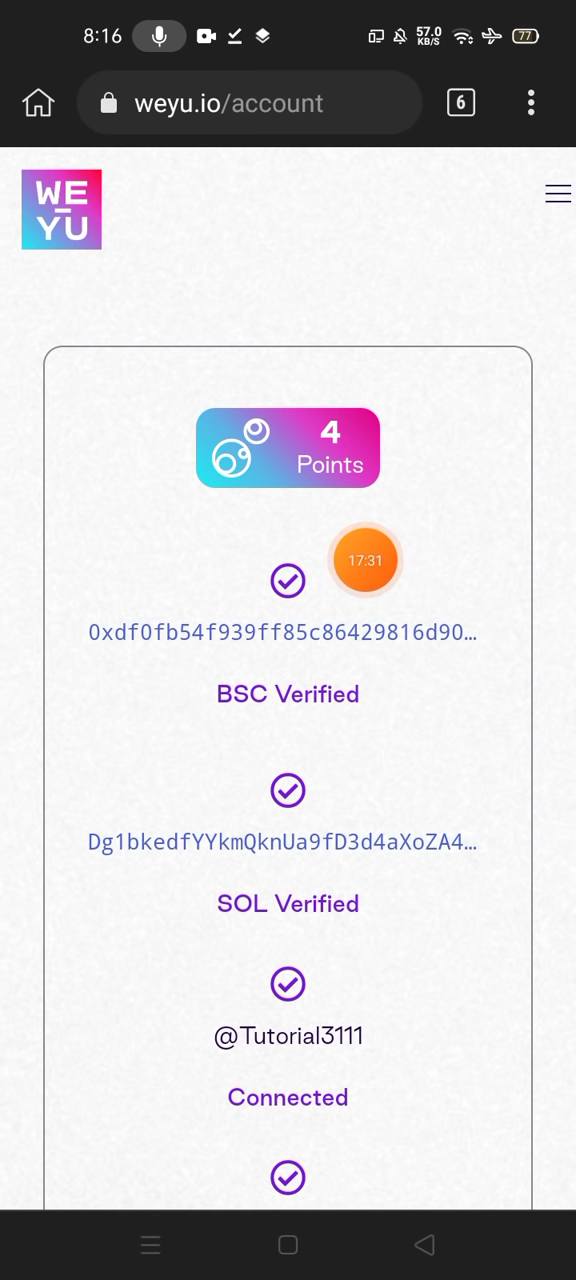 8:16
57.0
KB/S
77
weyu.io/account
6
WE
YU
4
Points
17:31
0xdf0fb54f939ff85c86429816d90…
BSC Verified
Dg1bkedfYYkmQknUa9fD3d4aXoZA4…
SOL Verified
@Tutorial3111
Connected